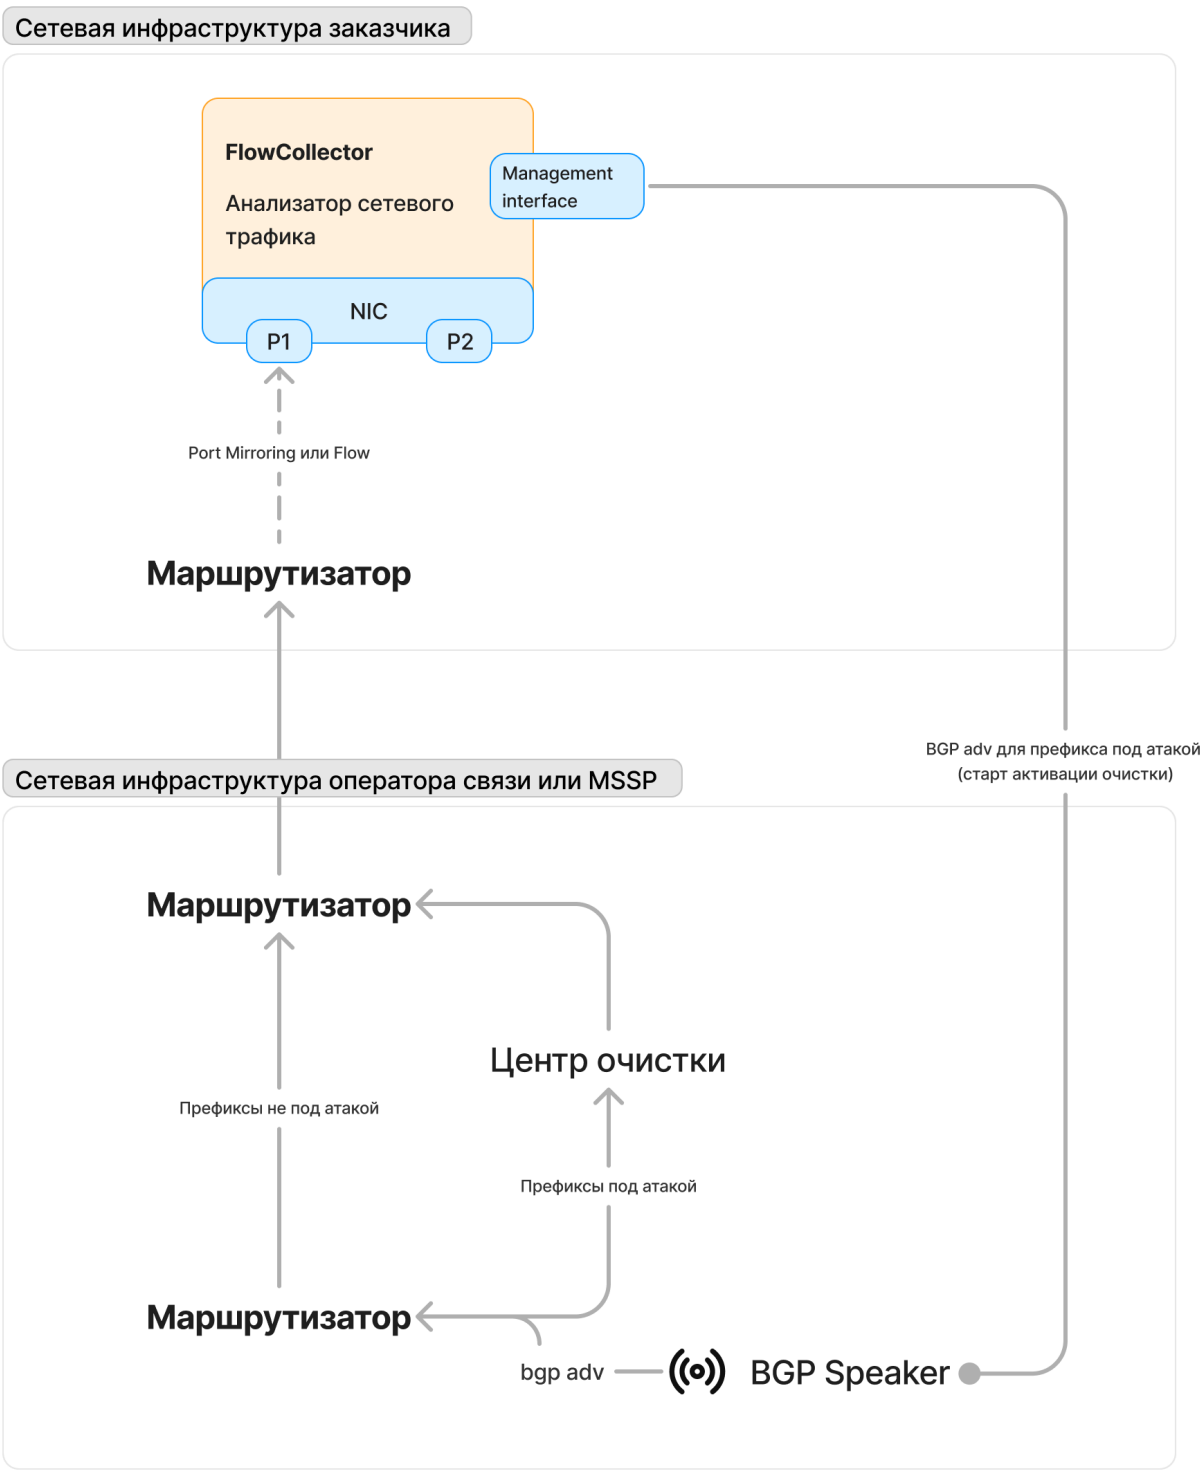 Сетевая инфраструктура заказчика
FlowCollector
Анализатор сетевого
трафика
Management
interface
NIC
P1
P2
Port Mirroring или Flow
Маршрутизатор
BGP adv для префикса под атакой
(старт активации очистки)
Сетевая инфраструктура оператора связи или MSSP
Маршрутизатор
Центр очистки
Префиксы не под атакой
Префиксы под атакой
Маршрутизатор
bgp adv
BGP Speaker